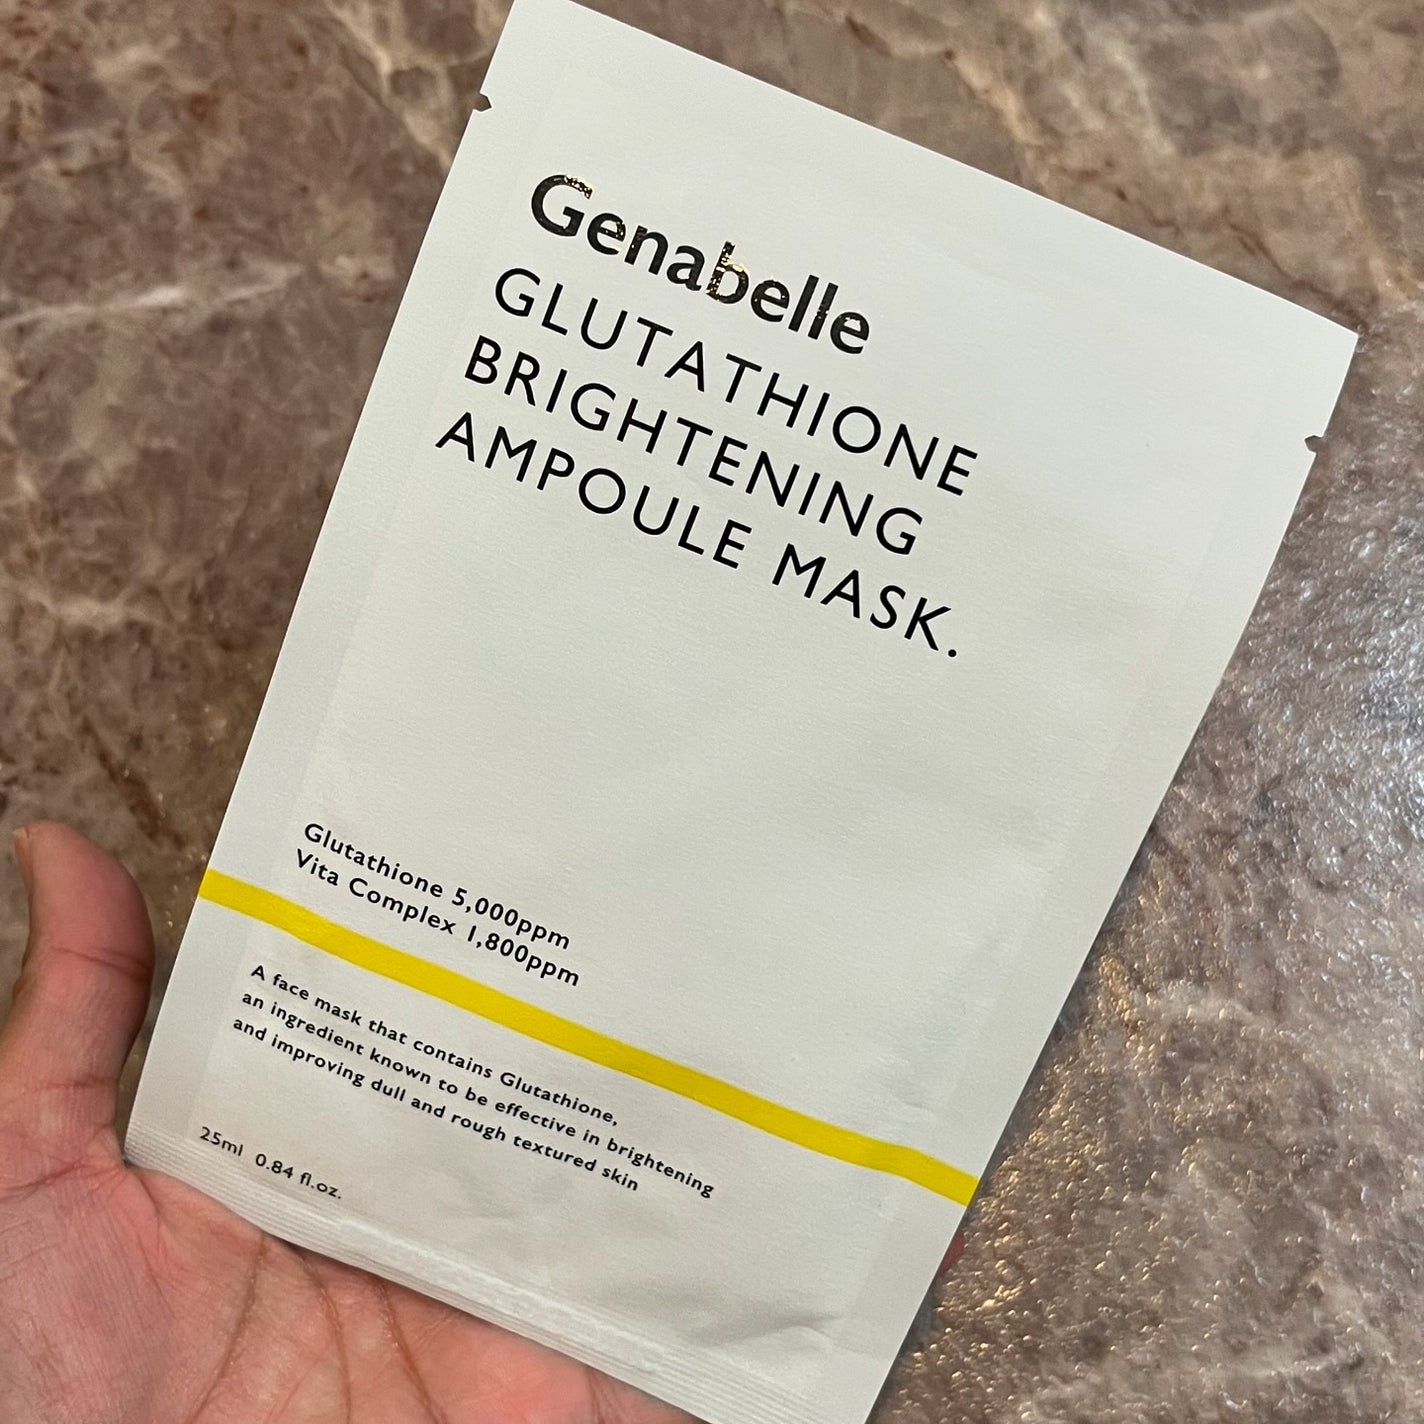 Genabelle
GLUTATHIONE
BRIGHTENING
AMPOULE MASK.
Glutathione 5,000ppm
Vita Complex 1,800ppm
A face mask that contains Glutathione,
an ingredient known to be effective in brightening
and improving dull and rough textured skin
25ml 0.84 fl.oz.